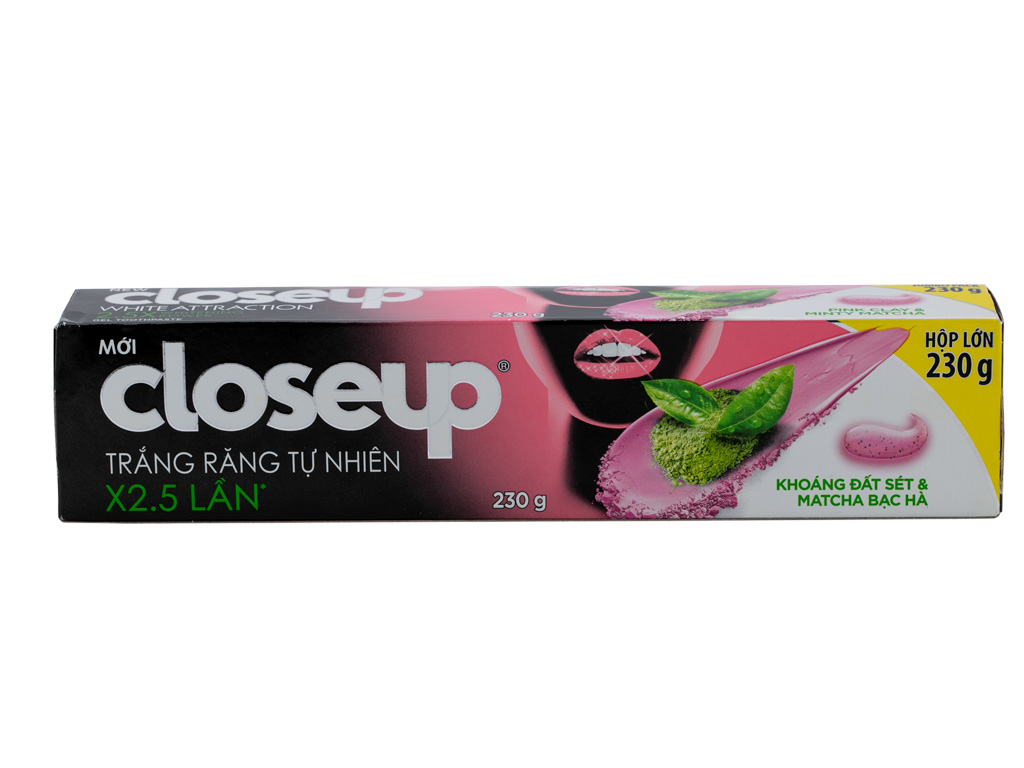 closeup
WHITE ATTRACTION
GEL TOOTHPASTE
230 g
PINK CLAY &
MINTY MATCHA
230 g
MỚI
closeup®
TRẮNG RĂNG TỰ NHIÊN
X2.5 LẦN*
230 g
KHOÁNG ĐẤT SÉT &
MATCHA BẠC HÀ
HỘP LỚN
230 g